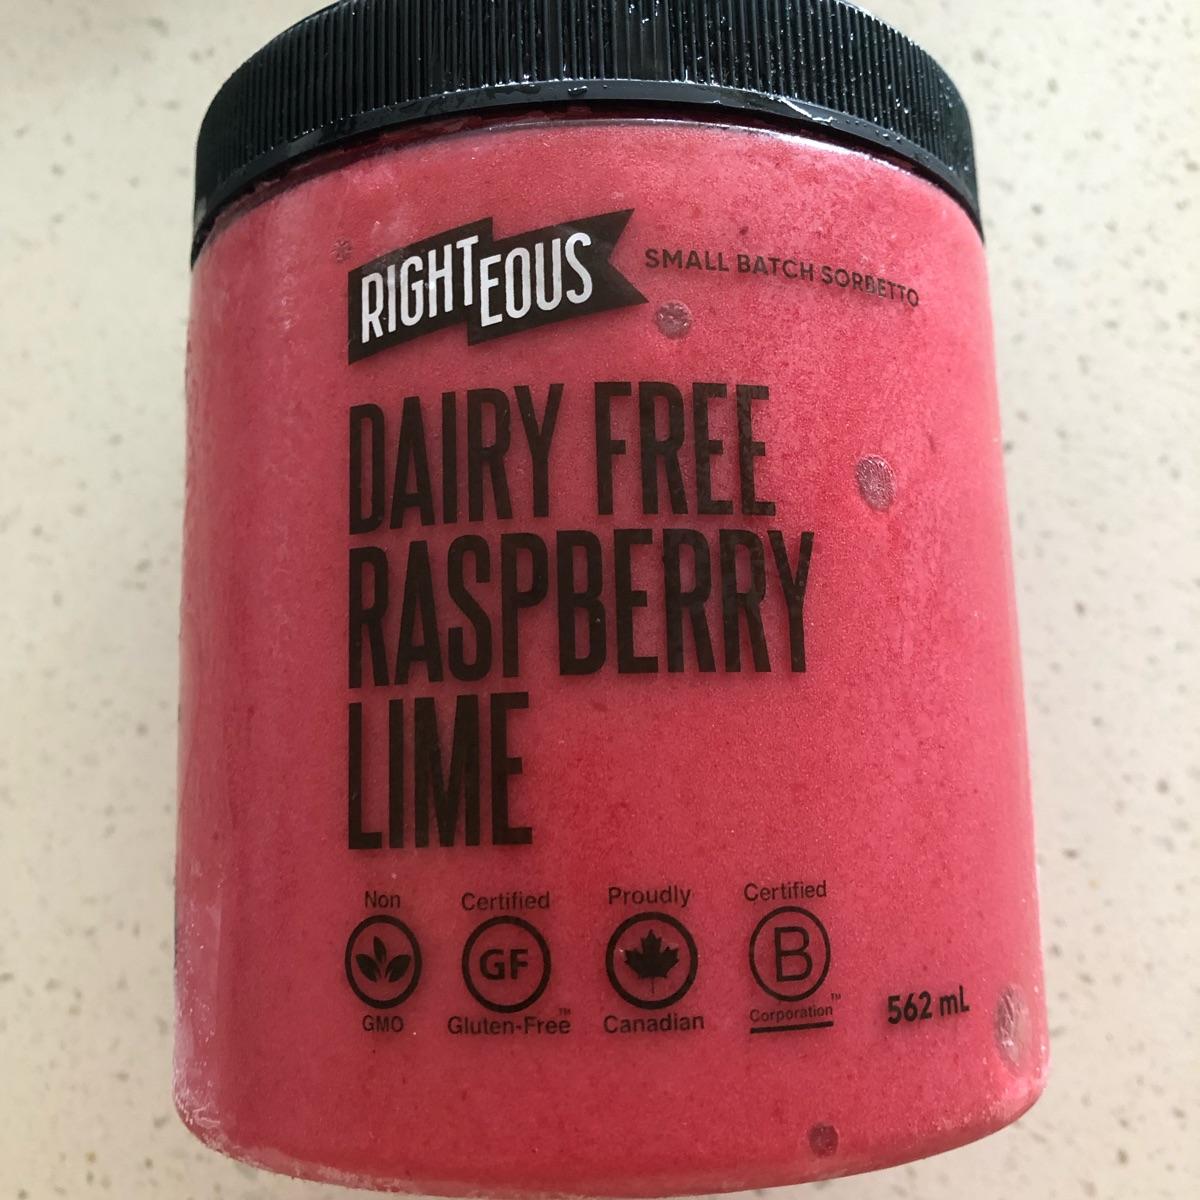 RIGHTEOUS
SMALL BATCH SORBETTO
DAIRY FREE
RASPBERRY
LIME
Non
GMO
Certified
GF
Gluten-Free™
Proudly
Canadian
Certified
B
Corporation™
562 mL